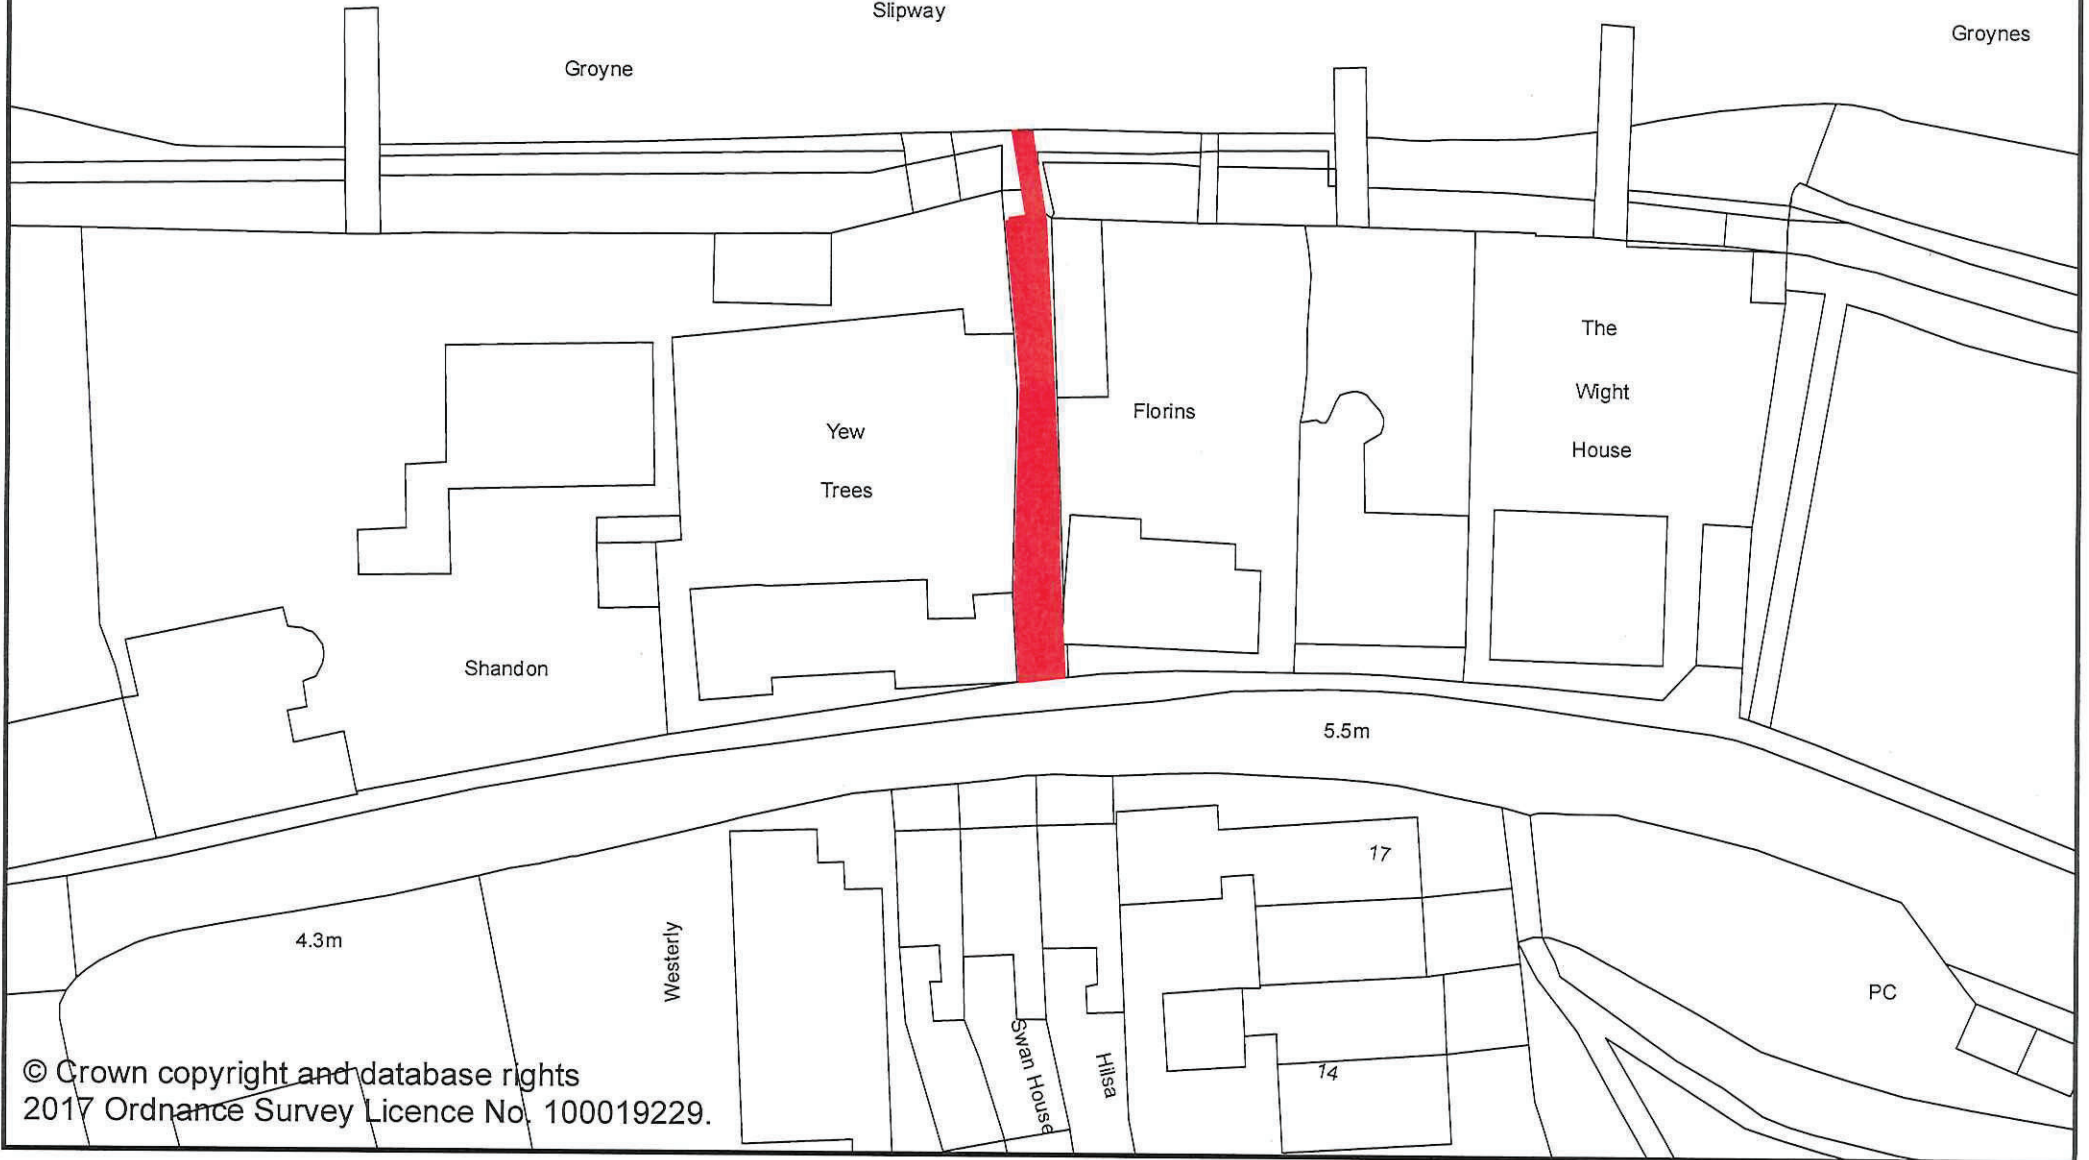 Slipway
Groynes
Groyne
The
Wight
House
Florins
Yew
Trees
Shandon
5.5m
17
4.3m
Westerly
PC
Swan House
Hilsa
14
© Crown copyright and database rights
2017 Ordnance Survey Licence No. 100019229.